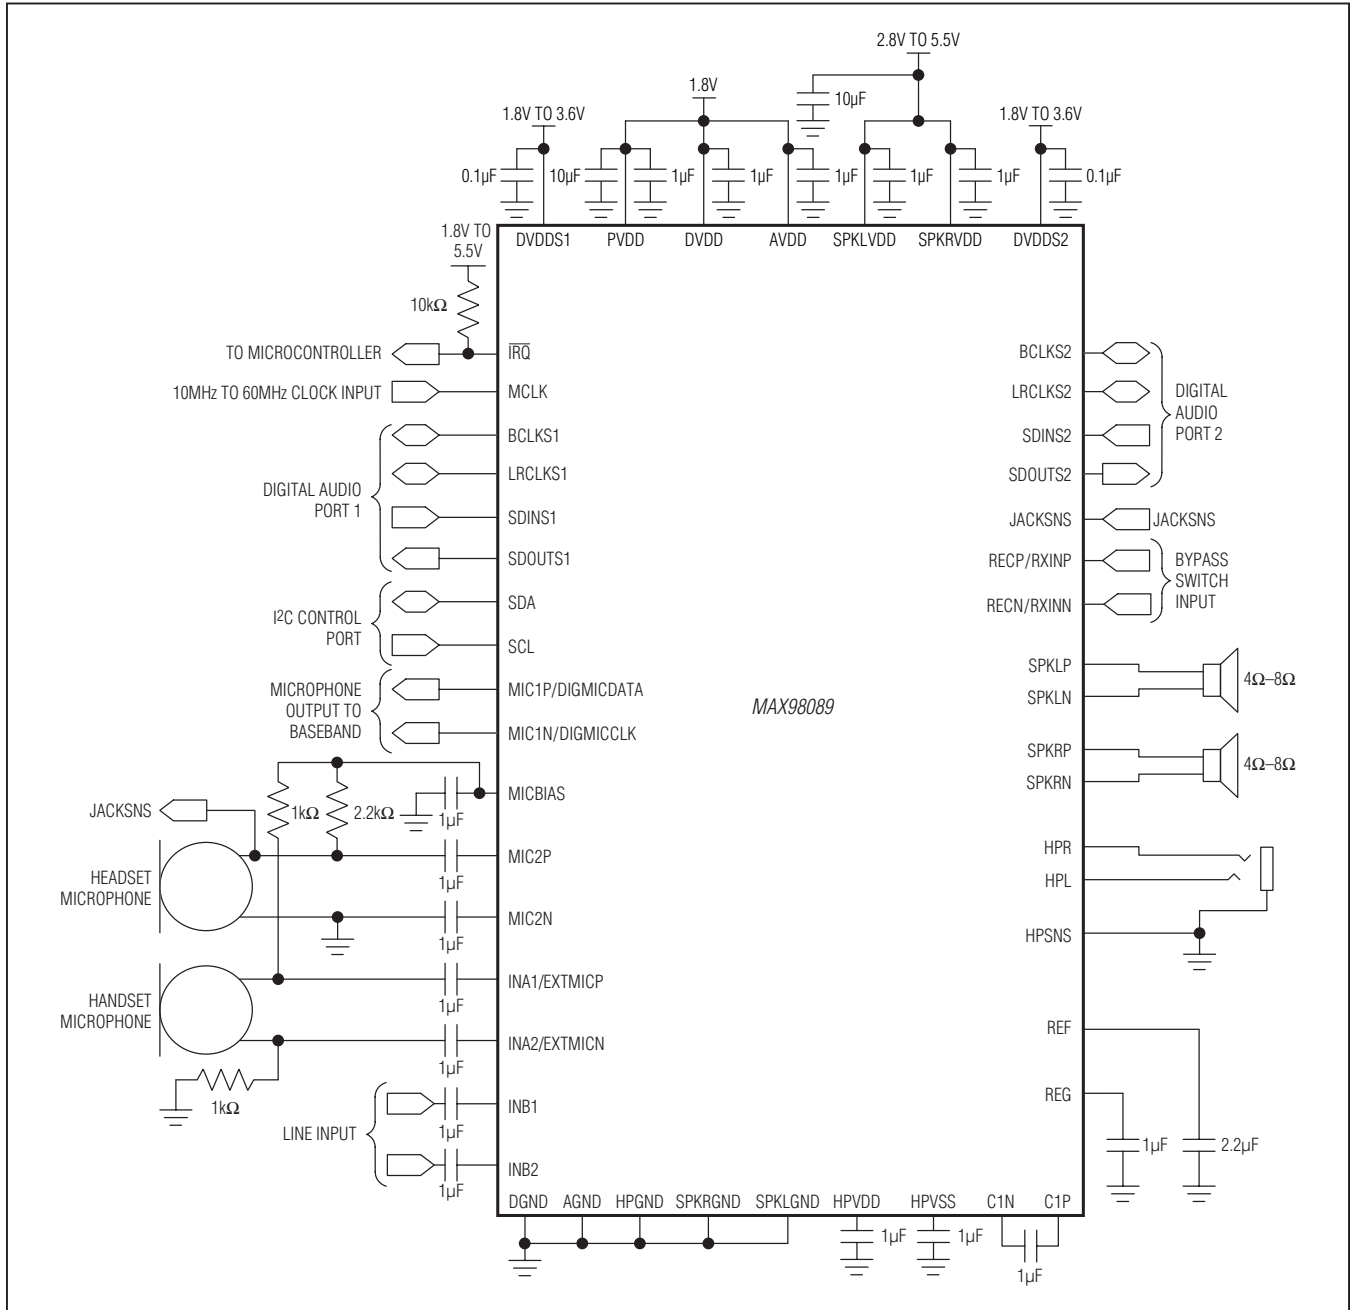 2.8V TO 5.5V
1.8V
10µF
1.8V TO 3.6V
1.8V TO 3.6V
0.1µF
10µF
1µF
1µF
1µF
1µF
1µF
0.1µF
1.8V TO
5.5V
DVDDS1
PVDD
DVDD
AVDD
SPKLVDD
SPKRVDD
DVDDS2
10kΩ
TO MICROCONTROLLER
IRQ
10MHz TO 60MHz CLOCK INPUT
MCLK
DIGITAL AUDIO
PORT 1
BCLKS1
LRCLKS1
SDINS1
SDOUTS1
I²C CONTROL
PORT
SDA
SCL
MICROPHONE
OUTPUT TO
BASEBAND
MIC1P/DIGMICDATA
MIC1N/DIGMICCLK
MAX98089
BCLKS2
LRCLKS2
SDINS2
SDOUTS2
DIGITAL
AUDIO
PORT 2
JACKSNS
JACKSNS
RECP/RXINP
RECN/RXINN
BYPASS
SWITCH
INPUT
SPKLP
SPKLN
4Ω–8Ω
SPKRP
SPKRN
4Ω–8Ω
JACKSNS
1kΩ
2.2kΩ
1µF
MICBIAS
HEADSET
MICROPHONE
MIC2P
1µF
MIC2N
1µF
HPR
HPL
HPSNS
HANDSET
MICROPHONE
INA1/EXTMICP
1µF
INA2/EXTMICN
1µF
1kΩ
REF
REG
1µF
2.2µF
LINE INPUT
INB1
1µF
INB2
1µF
DGND
AGND
HPGND
SPKRGND
SPKLGND
HPVDD
HPVSS
C1N
C1P
1µF
1µF
1µF